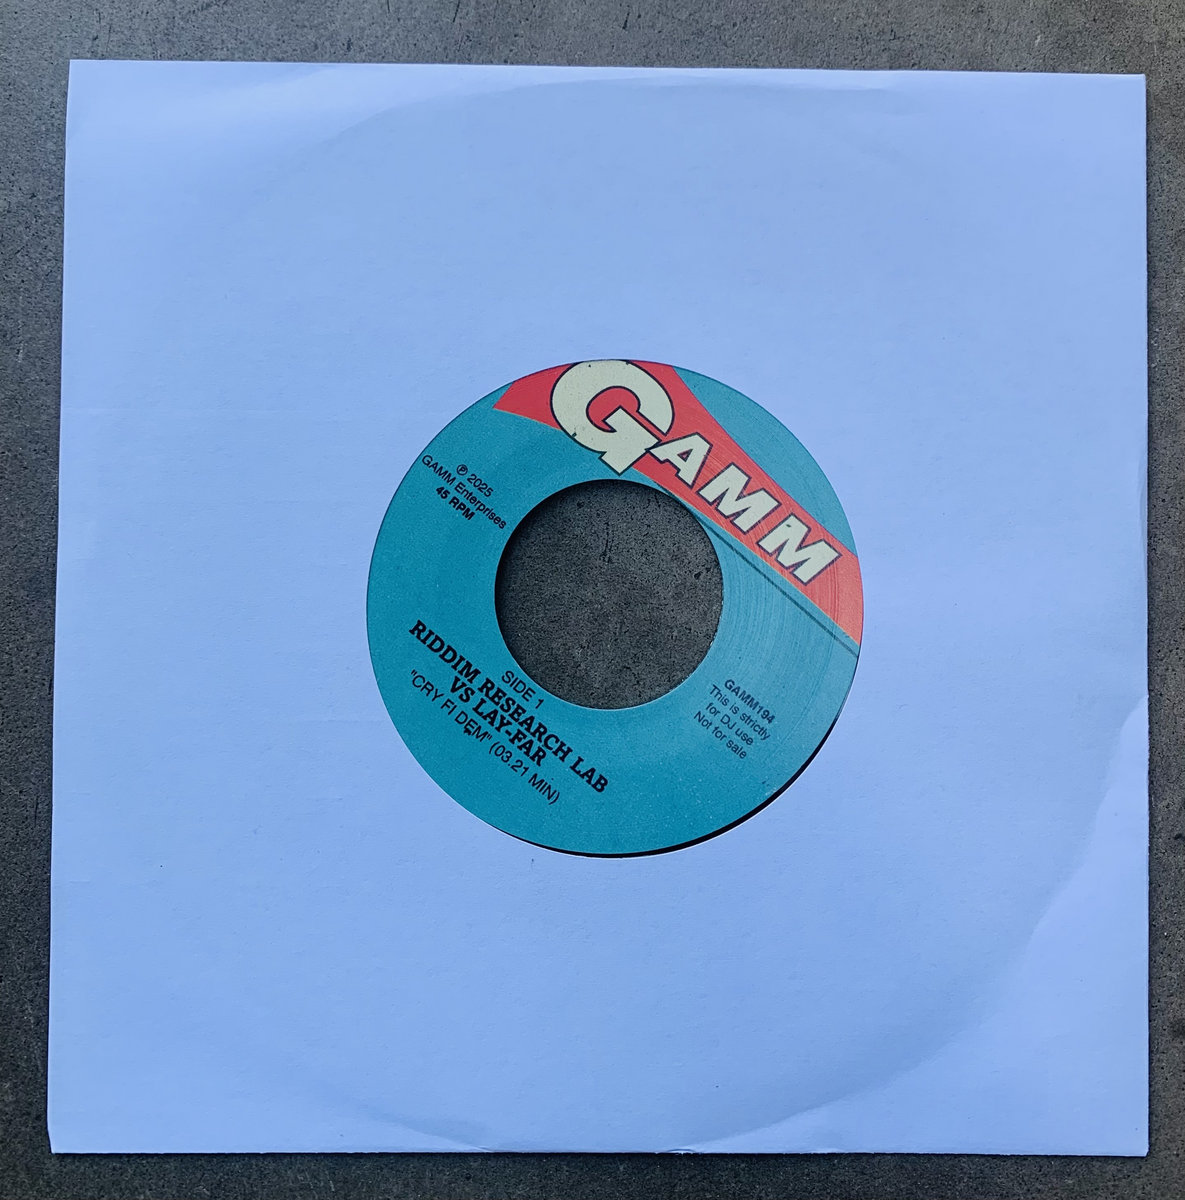 GAMM
℗ 2025
GAMM Enterprises
45 RPM
SIDE 1
RIDDIM RESEARCH LAB
VS LAY-FAR
"CRY FI DEM" (03.21 MIN)
GAMM194
This is strictly
for DJ use
Not for sale